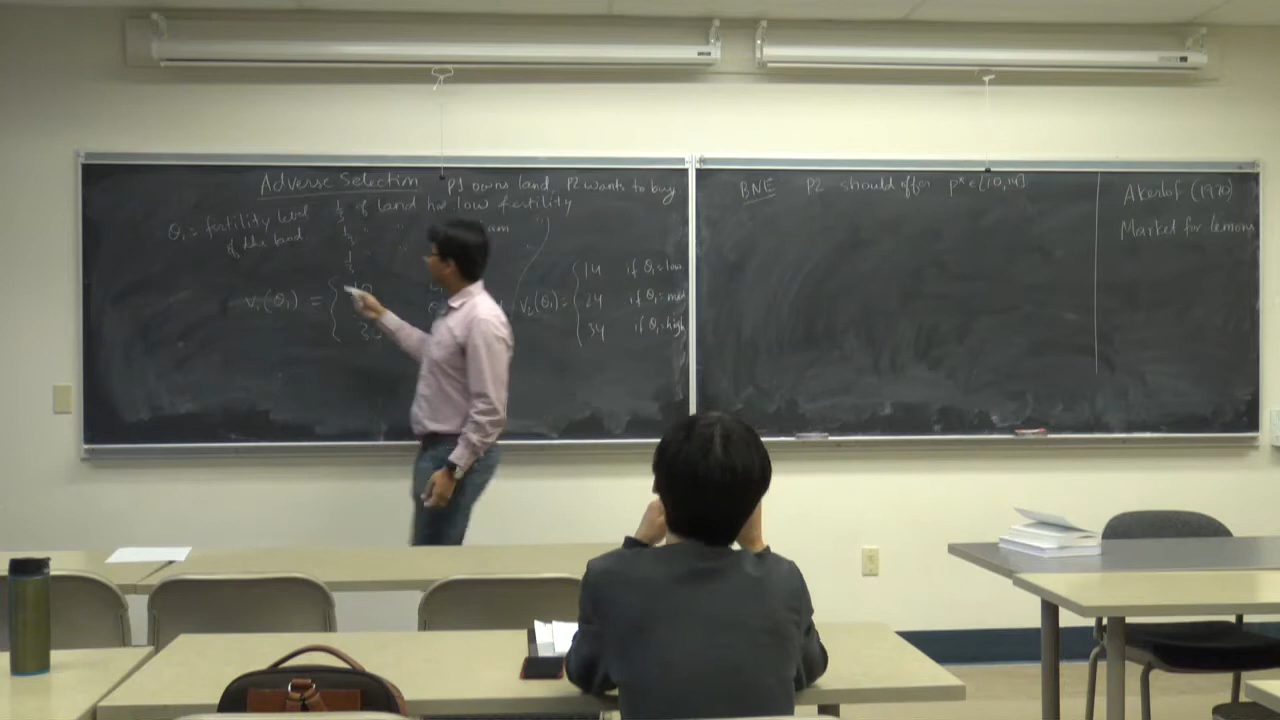 Adverse Selection P1 owns land, P2 wants to buy
θ₁ = fertility level of the land
1/3 of land has low fertility
1/3 " "
1/3
v₁(θ₁) = {
v₂(θ₁) = { 14 if θ₁=low
24 if θ₁=med
34 if θ₁=high
BNE P2 should offer p* ∈ [10,14]
Akerlof (1970)
Market for lemons